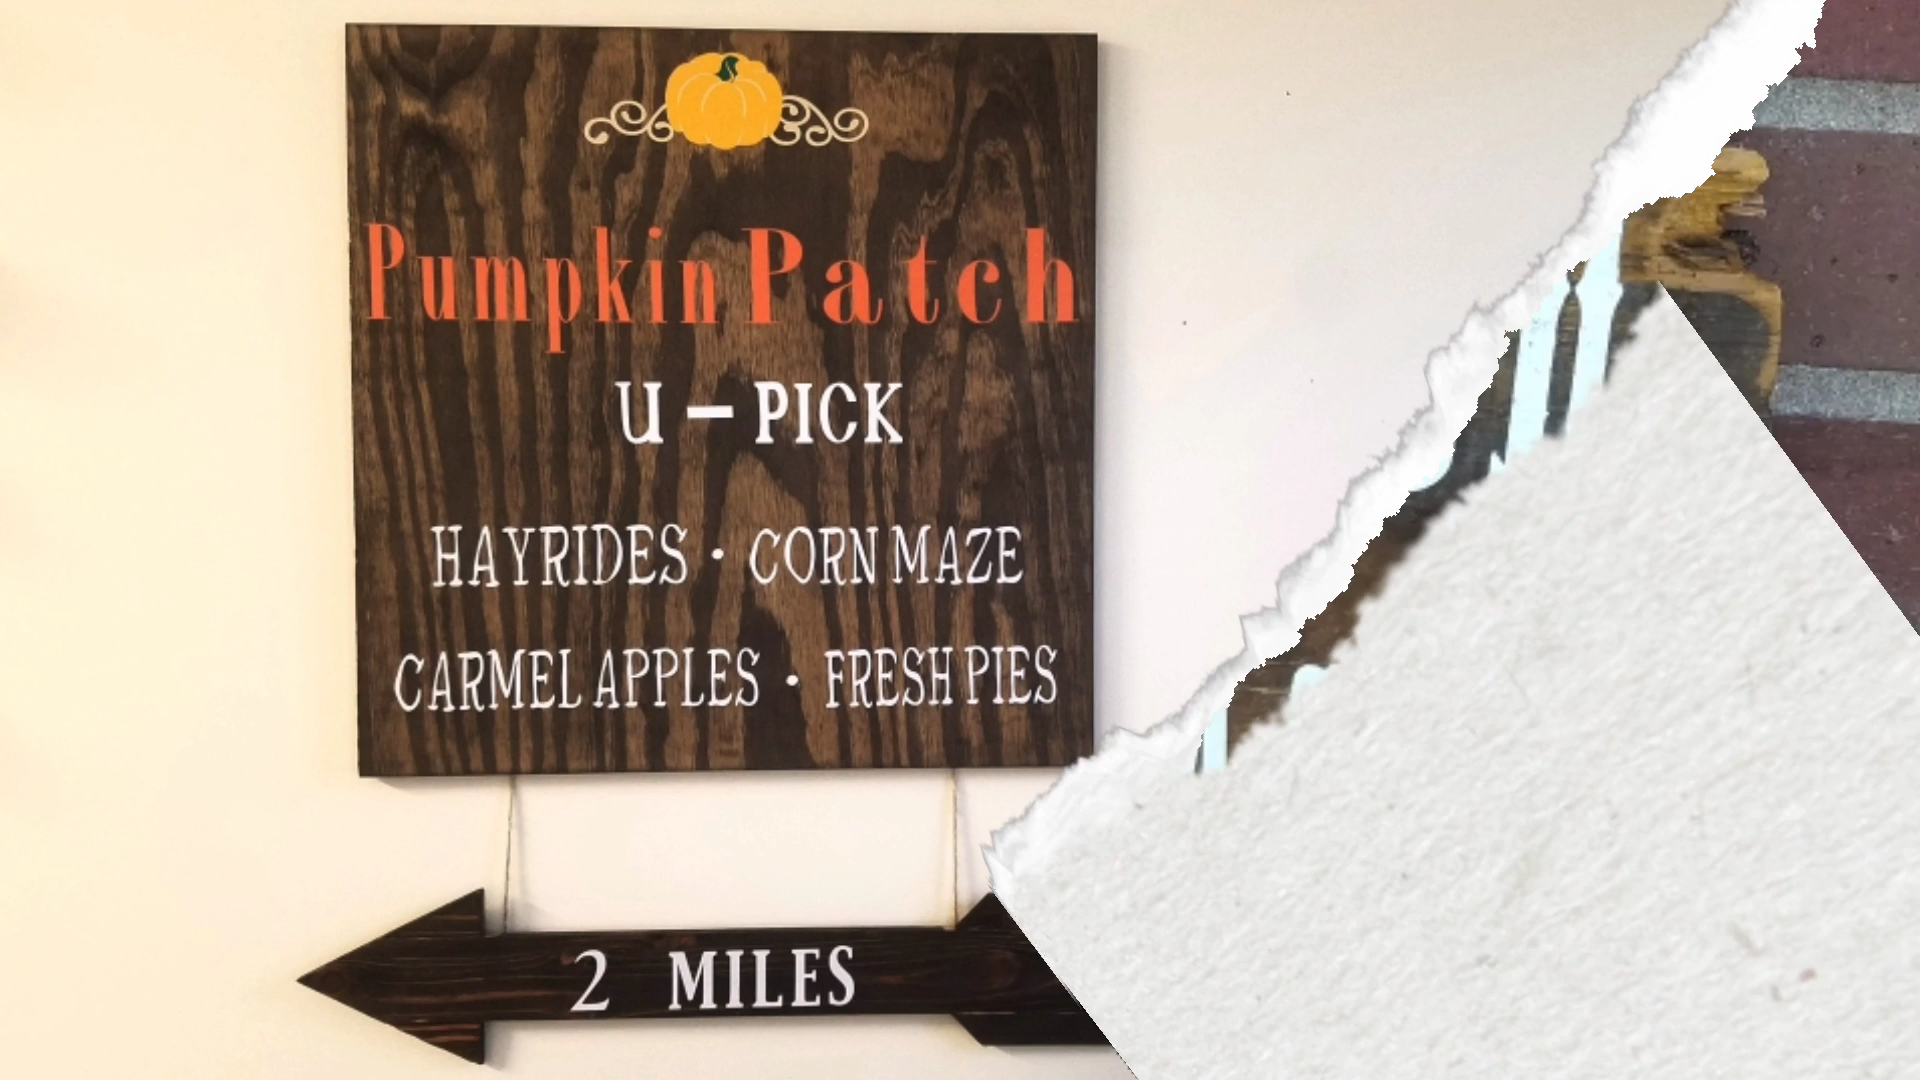 Pumpkin Patch
U - PICK
HAYRIDES · CORN MAZE
CARMEL APPLES · FRESH PIES
2 MILES